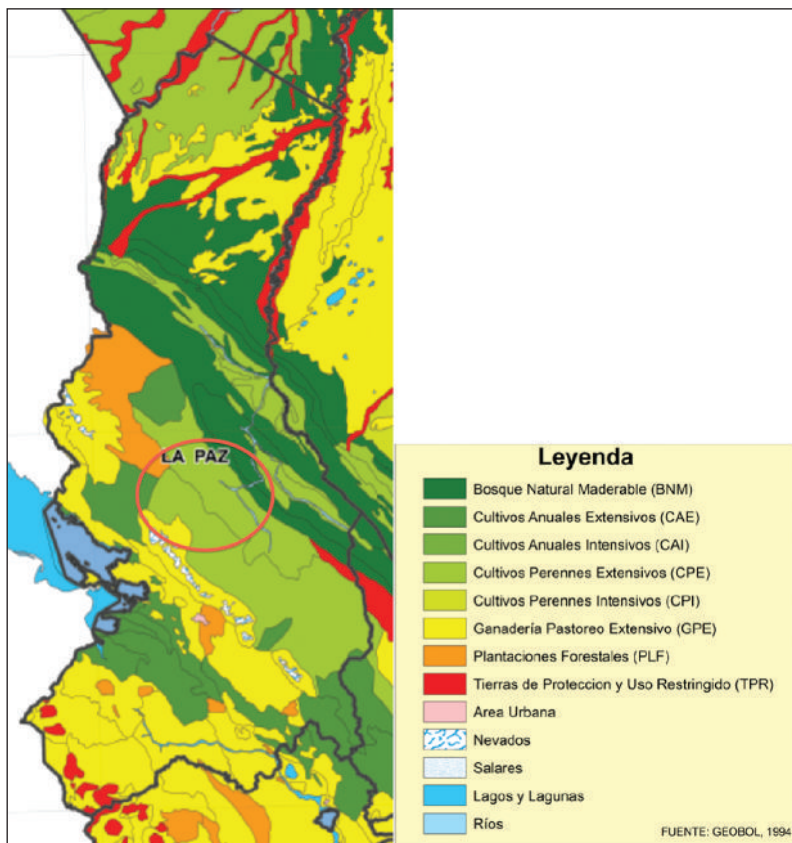 LA PAZ
Leyenda
Bosque Natural Maderable (BNM)
Cultivos Anuales Extensivos (CAE)
Cultivos Anuales Intensivos (CAI)
Cultivos Perennes Extensivos (CPE)
Cultivos Perennes Intensivos (CPI)
Ganadería Pastoreo Extensivo (GPE)
Plantaciones Forestales (PLF)
Tierras de Proteccion y Uso Restringido (TPR)
Area Urbana
Nevados
Salares
Lagos y Lagunas
Ríos
FUENTE: GEOBOL, 1994